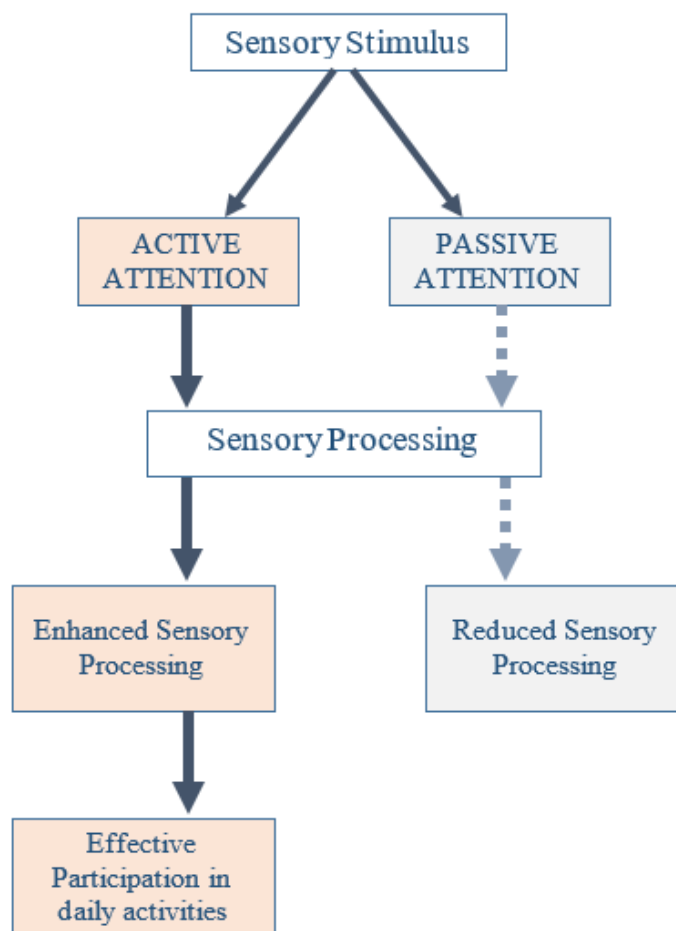 Sensory Stimulus
ACTIVE
ATTENTION
PASSIVE
ATTENTION
Sensory Processing
Enhanced Sensory
Processing
Reduced Sensory
Processing
Effective
Participation in
daily activities